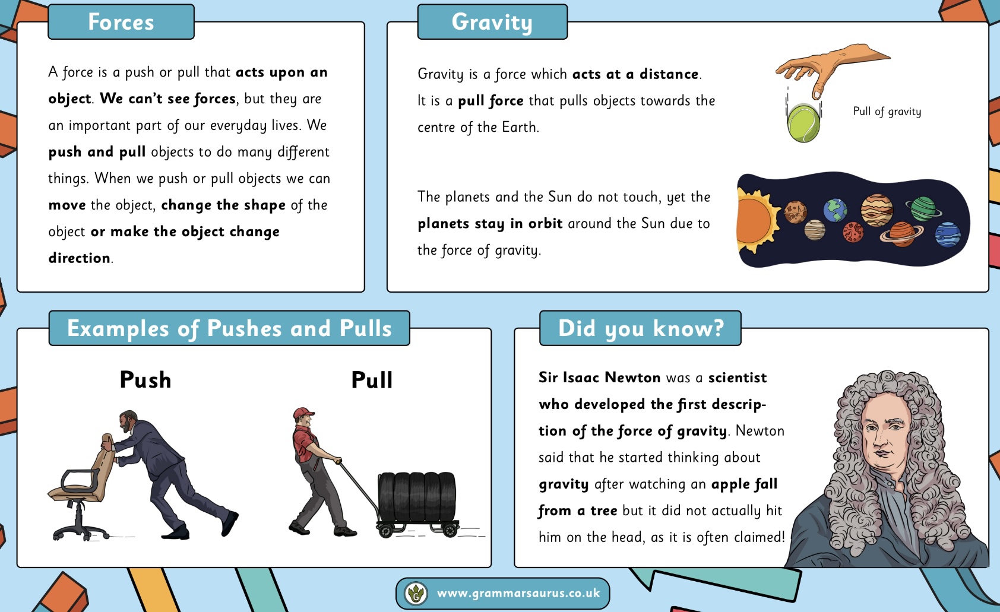 Forces
A force is a push or pull that acts upon an
object. We can't see forces, but they are
an important part of our everyday lives. We
push and pull objects to do many different
things. When we push or pull objects we can
move the object, change the shape of the
object or make the object change
direction.
Gravity
Gravity is a force which acts at a distance.
It is a pull force that pulls objects towards the
centre of the Earth.
Pull of gravity
The planets and the Sun do not touch, yet the
planets stay in orbit around the Sun due to
the force of gravity.
Examples of Pushes and Pulls
Push
Pull
Did you know?
Sir Isaac Newton was a scientist
who developed the first descrip-
tion of the force of gravity. Newton
said that he started thinking about
gravity after watching an apple fall
from a tree but it did not actually hit
him on the head, as it is often claimed!
G
www.grammarsaurus.co.uk